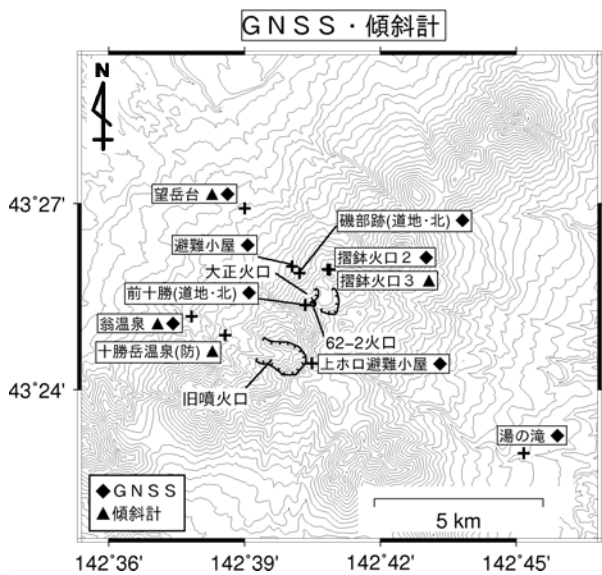 GNSS・傾斜計
N
43˚27'
43˚24'
望岳台 ▲◆
磯部跡(道地・北) ◆
避難小屋 ◆
摺鉢火口2 ◆
大正火口
摺鉢火口3 ▲
前十勝(道地・北) ◆
翁温泉 ▲◆
62-2火口
十勝岳温泉(防) ▲
上ホロ避難小屋 ◆
旧噴火口
湯の滝 ◆
◆GNSS
▲傾斜計
5 km
142˚36' 142˚39' 142˚42' 142˚45'